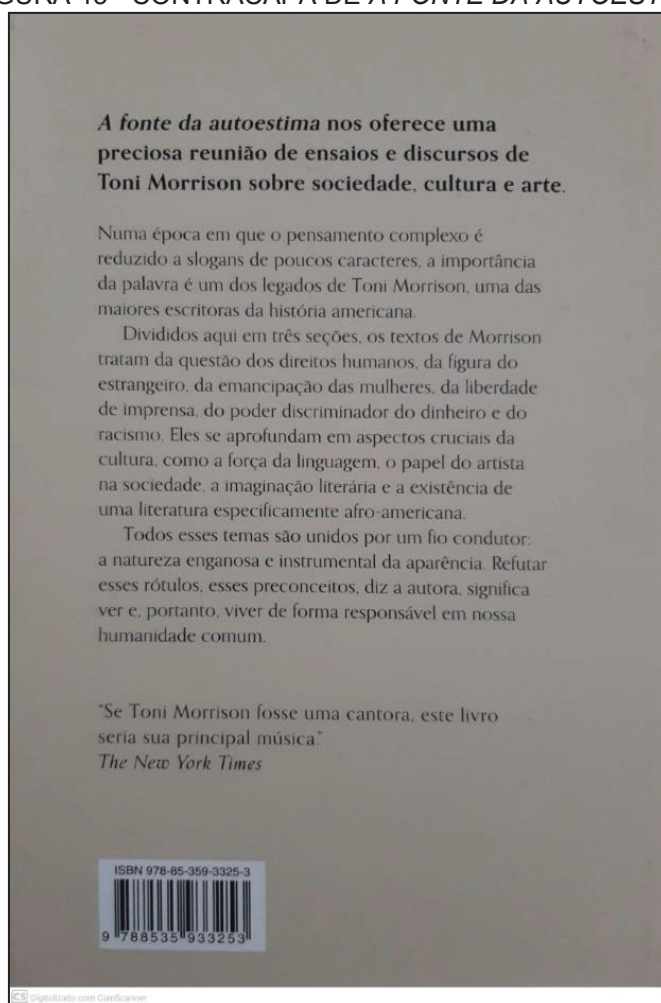 CONTRACAPA DE A FONTE DA
A fonte da autoestima nos oferece uma
preciosa reunião de ensaios e discursos de
Toni Morrison sobre sociedade, cultura e arte.
Numa época em que o pensamento complexo é
reduzido a slogans de poucos caracteres, a importância
da palavra é um dos legados de Toni Morrison, uma das
maiores escritoras da história americana.
Divididos aqui em três seções, os textos de Morrison
tratam da questão dos direitos humanos, da figura do
estrangeiro, da emancipação das mulheres, da liberdade
de imprensa, do poder discriminador do dinheiro e do
racismo. Eles se aprofundam em aspectos cruciais da
cultura, como a força da linguagem, o papel do artista
na sociedade, a imaginação literária e a existência de
uma literatura especificamente afro-americana.
Todos esses temas são unidos por um fio condutor:
a natureza enganosa e instrumental da aparência. Refutar
esses rótulos, esses preconceitos, diz a autora, significa
ver e, portanto, viver de forma responsável em nossa
humanidade comum.
"Se Toni Morrison fosse uma cantora, este livro
seria sua principal música."
The New York Times
ISBN 978-85-359-3325-3
9 788535 933253
CS Digitalizado com CamScanner